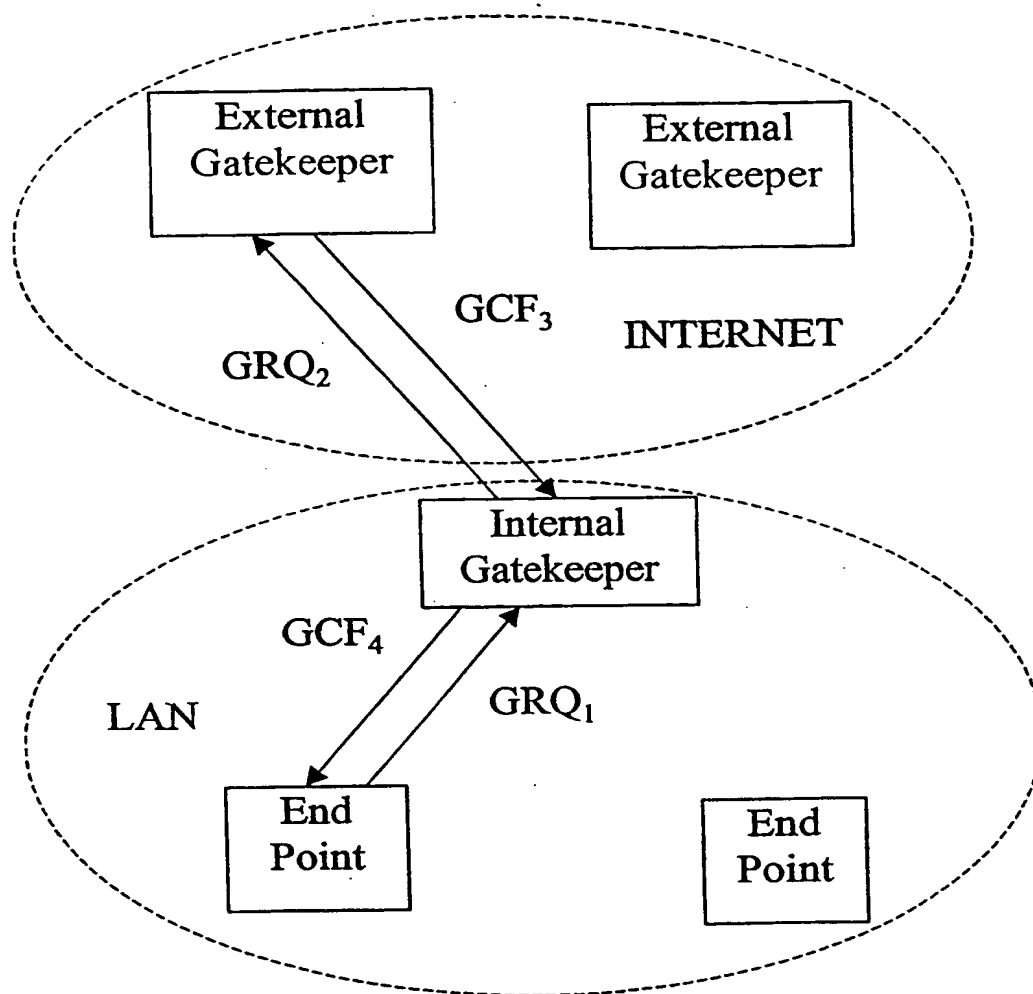 External
Gatekeeper
External
Gatekeeper
GCF₃
INTERNET
GRQ₂
Internal
Gatekeeper
GCF₄
GRQ₁
LAN
End
Point
End
Point